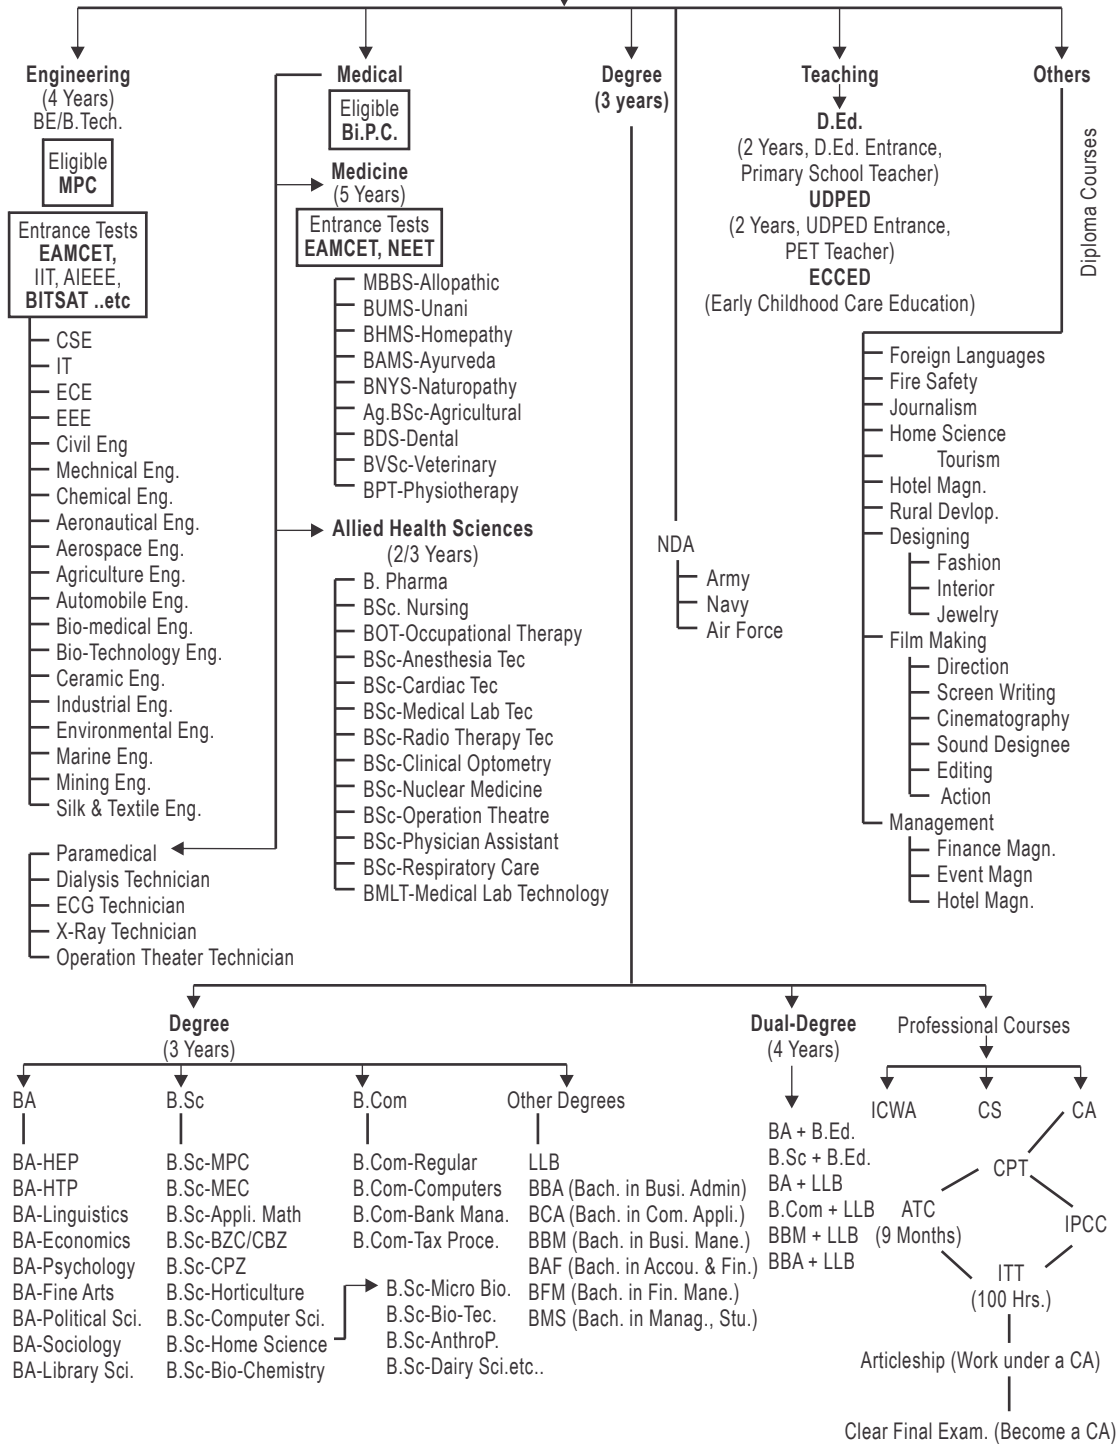 Engineering
(4 Years)
BE/B.Tech.
Eligible
MPC
Entrance Tests
EAMCET,
IIT, AIEEE,
BITSAT ..etc
CSE
IT
ECE
EEE
Civil Eng
Mechnical Eng.
Chemical Eng.
Aeronautical Eng.
Aerospace Eng.
Agriculture Eng.
Automobile Eng.
Bio-medical Eng.
Bio-Technology Eng.
Ceramic Eng.
Industrial Eng.
Environmental Eng.
Marine Eng.
Mining Eng.
Silk & Textile Eng.
Paramedical
Dialysis Technician
ECG Technician
X-Ray Technician
Operation Theater Technician
Medical
Eligible
Bi.P.C.
Medicine
(5 Years)
Entrance Tests
EAMCET, NEET
MBBS-Allopathic
BUMS-Unani
BHMS-Homepathy
BAMS-Ayurveda
BNYS-Naturopathy
Ag.BSc-Agricultural
BDS-Dental
BVSc-Veterinary
BPT-Physiotherapy
Allied Health Sciences
(2/3 Years)
B. Pharma
BSc. Nursing
BOT-Occupational Therapy
BSc-Anesthesia Tec
BSc-Cardiac Tec
BSc-Medical Lab Tec
BSc-Radio Therapy Tec
BSc-Clinical Optometry
BSc-Nuclear Medicine
BSc-Operation Theatre
BSc-Physician Assistant
BSc-Respiratory Care
BMLT-Medical Lab Technology
Degree
(3 years)
NDA
Army
Navy
Air Force
Teaching
D.Ed.
(2 Years, D.Ed. Entrance,
Primary School Teacher)
UDPED
(2 Years, UDPED Entrance,
PET Teacher)
ECCED
(Early Childhood Care Education)
Others
Diploma Courses
Foreign Languages
Fire Safety
Journalism
Home Science
Tourism
Hotel Magn.
Rural Devlop.
Designing
Fashion
Interior
Jewelry
Film Making
Direction
Screen Writing
Cinematography
Sound Designee
Editing
Action
Management
Finance Magn.
Event Magn
Hotel Magn.
Degree
(3 Years)
BA
BA-HEP
BA-HTP
BA-Linguistics
BA-Economics
BA-Psychology
BA-Fine Arts
BA-Political Sci.
BA-Sociology
BA-Library Sci.
B.Sc
B.Sc-MPC
B.Sc-MEC
B.Sc-Appli. Math
B.Sc-BZC/CBZ
B.Sc-CPZ
B.Sc-Horticulture
B.Sc-Computer Sci.
B.Sc-Home Science
B.Sc-Bio-Chemistry
B.Sc-Micro Bio.
B.Sc-Bio-Tec.
B.Sc-AnthroP.
B.Sc-Dairy Sci.etc..
B.Com
B.Com-Regular
B.Com-Computers
B.Com-Bank Mana.
B.Com-Tax Proce.
Other Degrees
LLB
BBA (Bach. in Busi. Admin)
BCA (Bach. in Com. Appli.)
BBM (Bach. in Busi. Mane.)
BAF (Bach. in Accou. & Fin.)
BFM (Bach. in Fin. Mane.)
BMS (Bach. in Manag., Stu.)
Dual-Degree
(4 Years)
BA + B.Ed.
B.Sc + B.Ed.
BA + LLB
B.Com + LLB
BBM + LLB
BBA + LLB
Professional Courses
ICWA
CS
CA
CPT
ATC
(9 Months)
IPCC
ITT
(100 Hrs.)
Articleship (Work under a CA)
Clear Final Exam. (Become a CA)